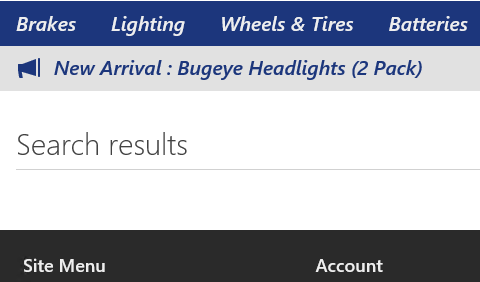 Brakes Lighting Wheels & Tires Batteries
New Arrival : Bugeye Headlights (2 Pack)
Search results
Site Menu Account